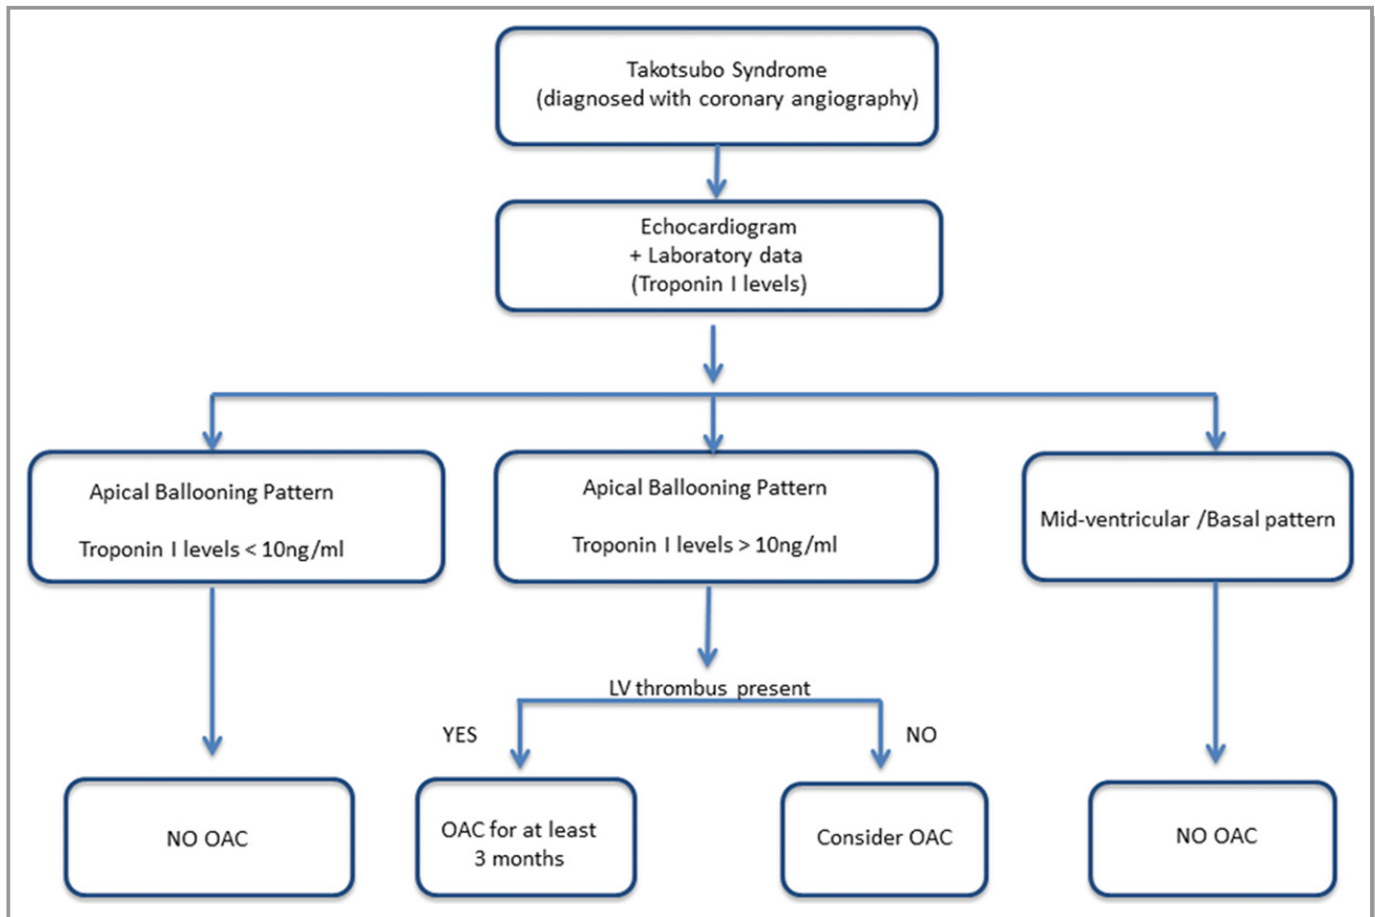 Takotsubo Syndrome
(diagnosed with coronary angiography)
Echocardiogram
+ Laboratory data
(Troponin I levels)
Apical Ballooning Pattern
Troponin I levels < 10ng/ml
Apical Ballooning Pattern
Troponin I levels > 10ng/ml
Mid-ventricular /Basal pattern
LV thrombus present
YES
NO
NO OAC
OAC for at least
3 months
Consider OAC
NO OAC